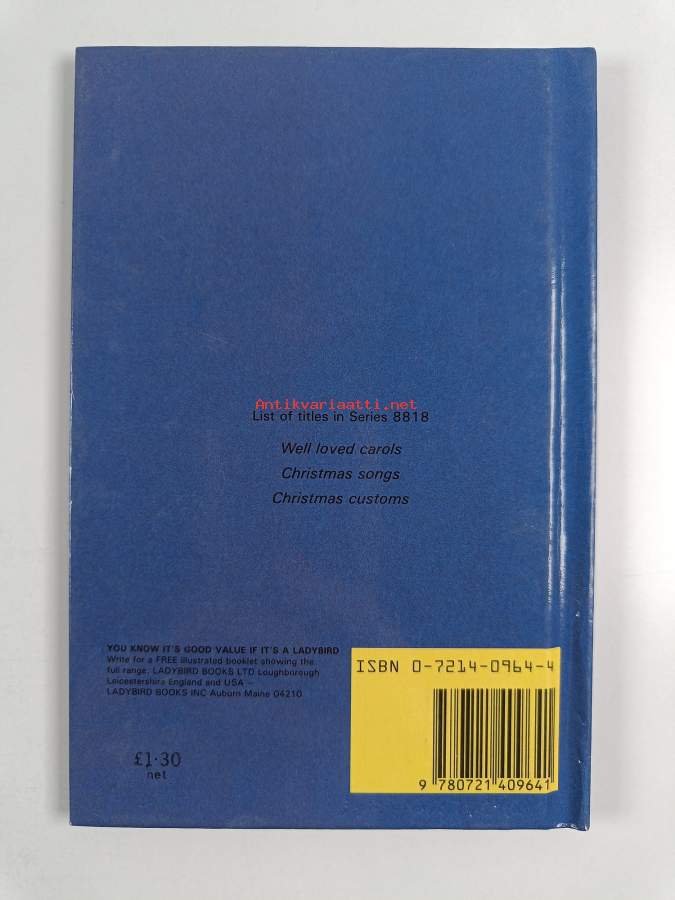 Antikvariaatti.net
List of titles in Series 8818
Well loved carols
Christmas songs
Christmas customs
YOU KNOW IT'S GOOD VALUE IF IT'S A LADYBIRD
Write for a FREE illustrated booklet showing the
full range. LADYBIRD BOOKS LTD Loughborough
Leicestershire England and USA –
LADYBIRD BOOKS INC Auburn Maine 04210
£1·30
net
ISBN 0-7214-0964-4
9 780721 409641